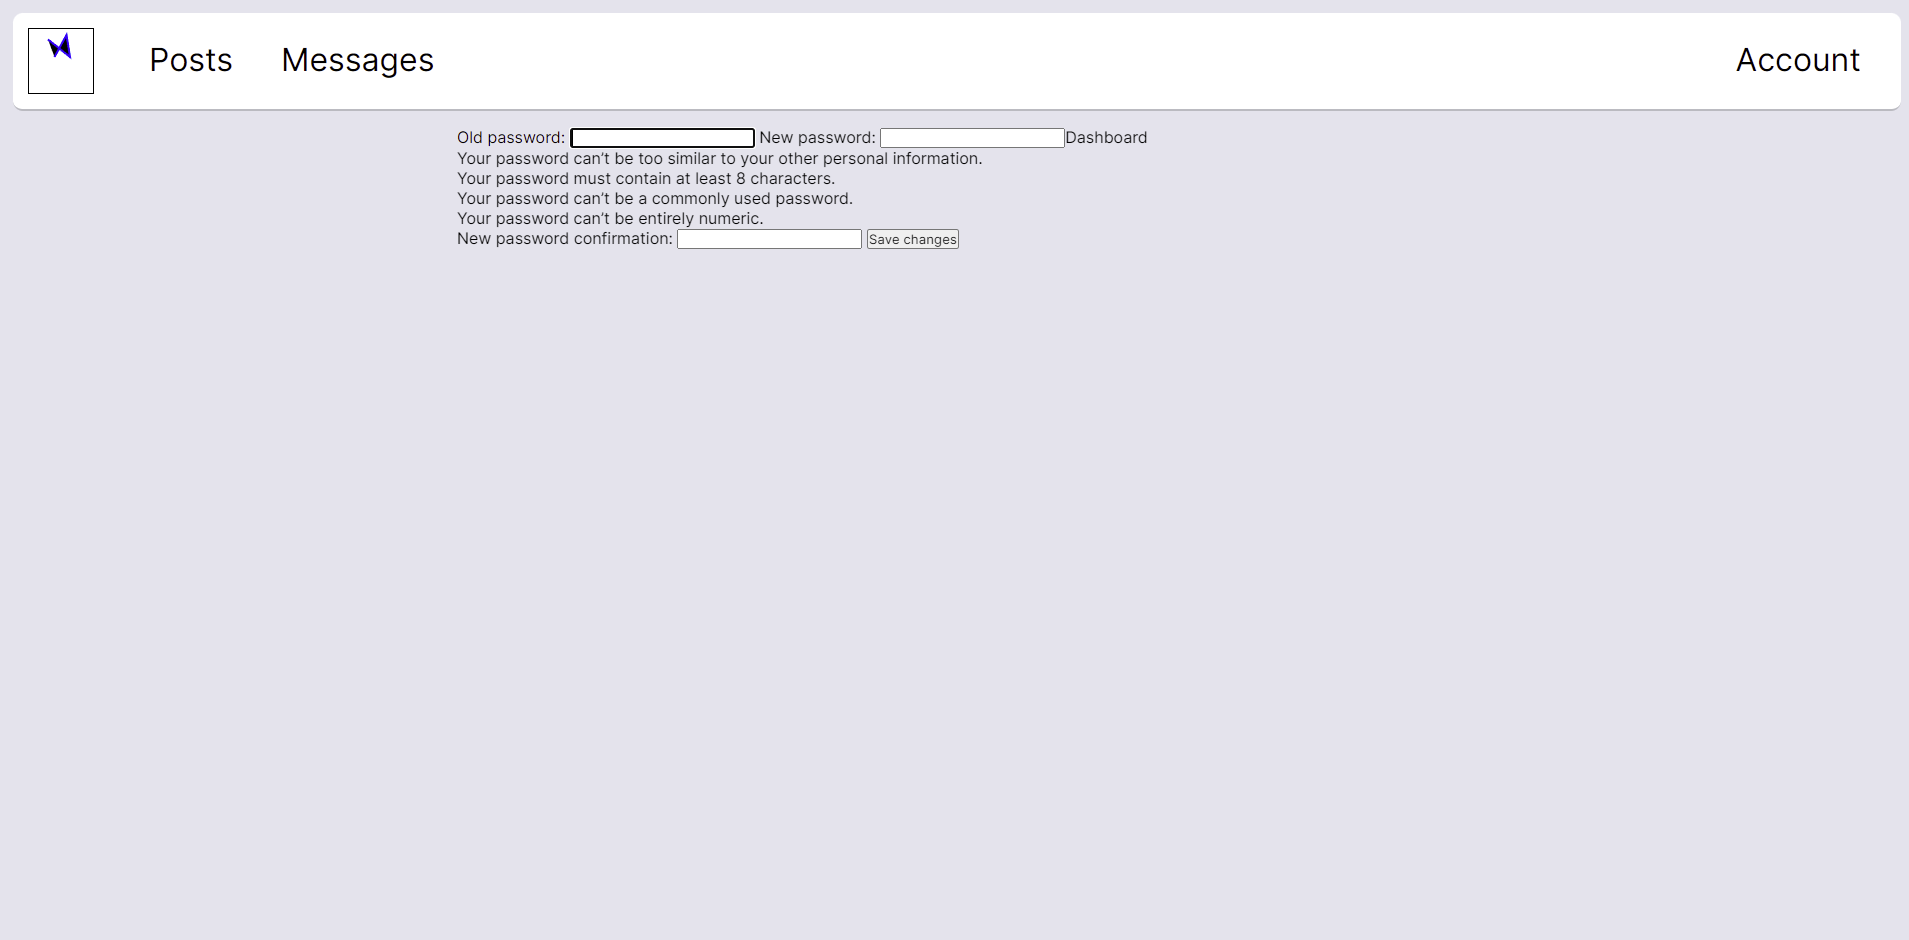 Posts Messages Account
Old password: New password: Dashboard
Your password can’t be too similar to your other personal information.
Your password must contain at least 8 characters.
Your password can’t be a commonly used password.
Your password can’t be entirely numeric.
New password confirmation: Save changes